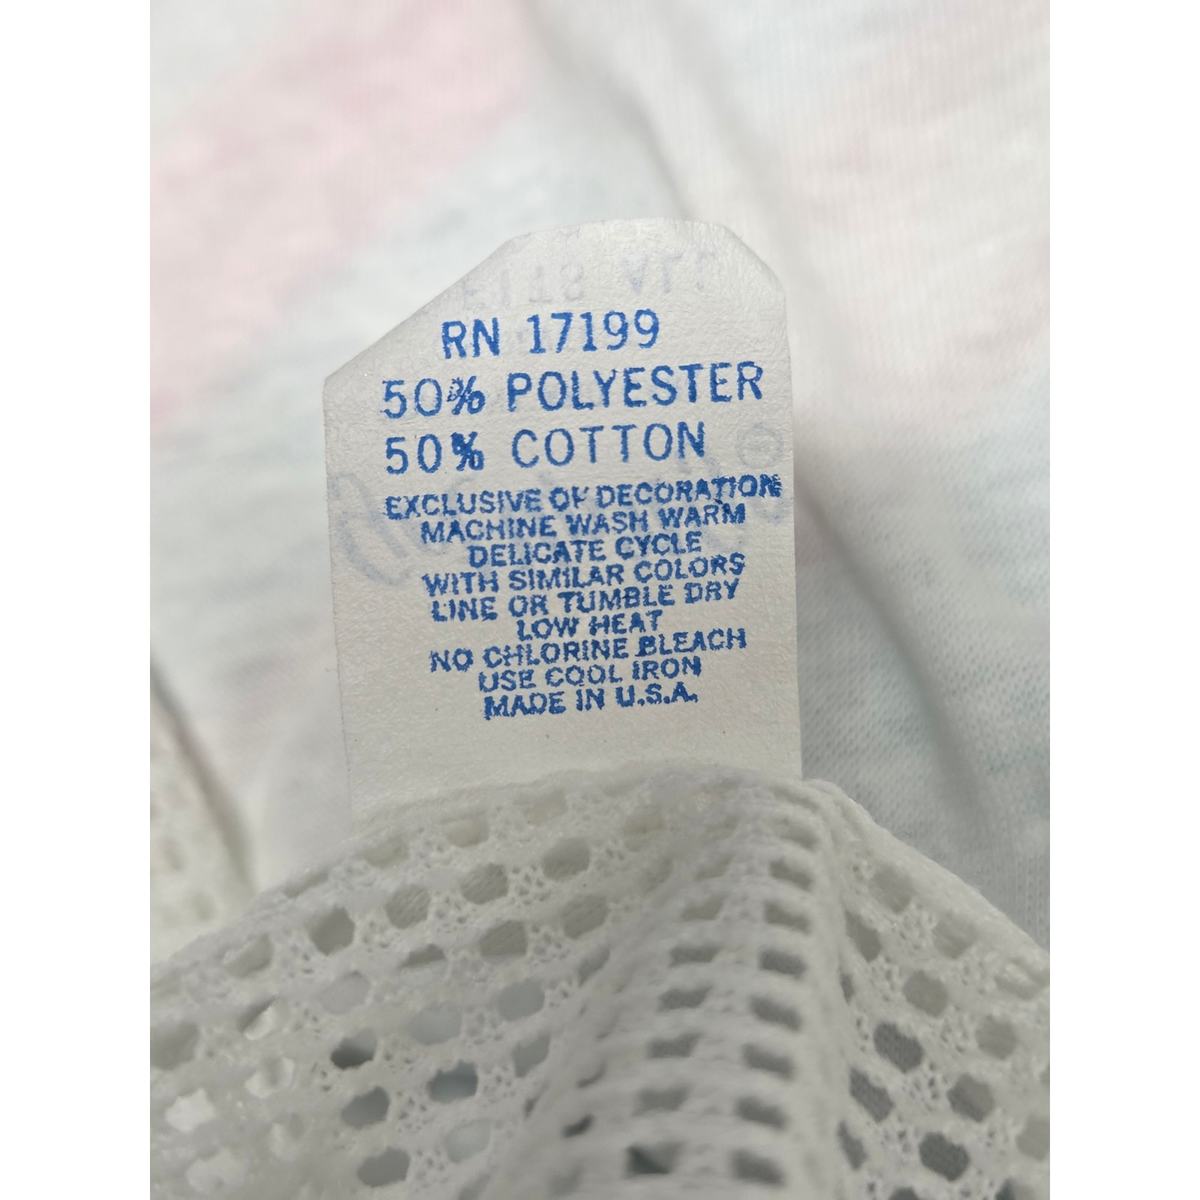 RN 17199
50% POLYESTER
50% COTTON
EXCLUSIVE OF DECORATION
MACHINE WASH WARM
DELICATE CYCLE
WITH SIMILAR COLORS
LINE OR TUMBLE DRY
LOW HEAT
NO CHLORINE BLEACH
USE COOL IRON
MADE IN U.S.A.